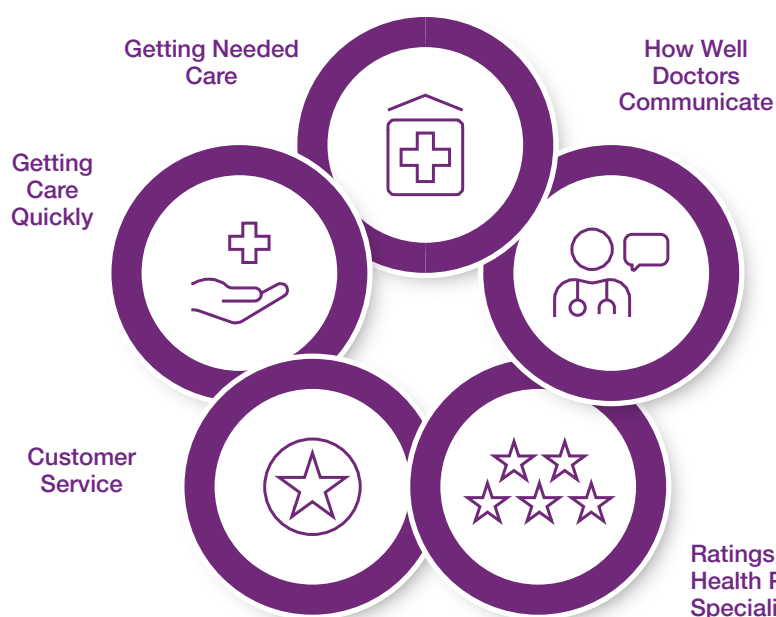 Getting Needed
Care
How Well
Doctors
Communicate
Getting
Care
Quickly
Customer
Service
Ratings
Health